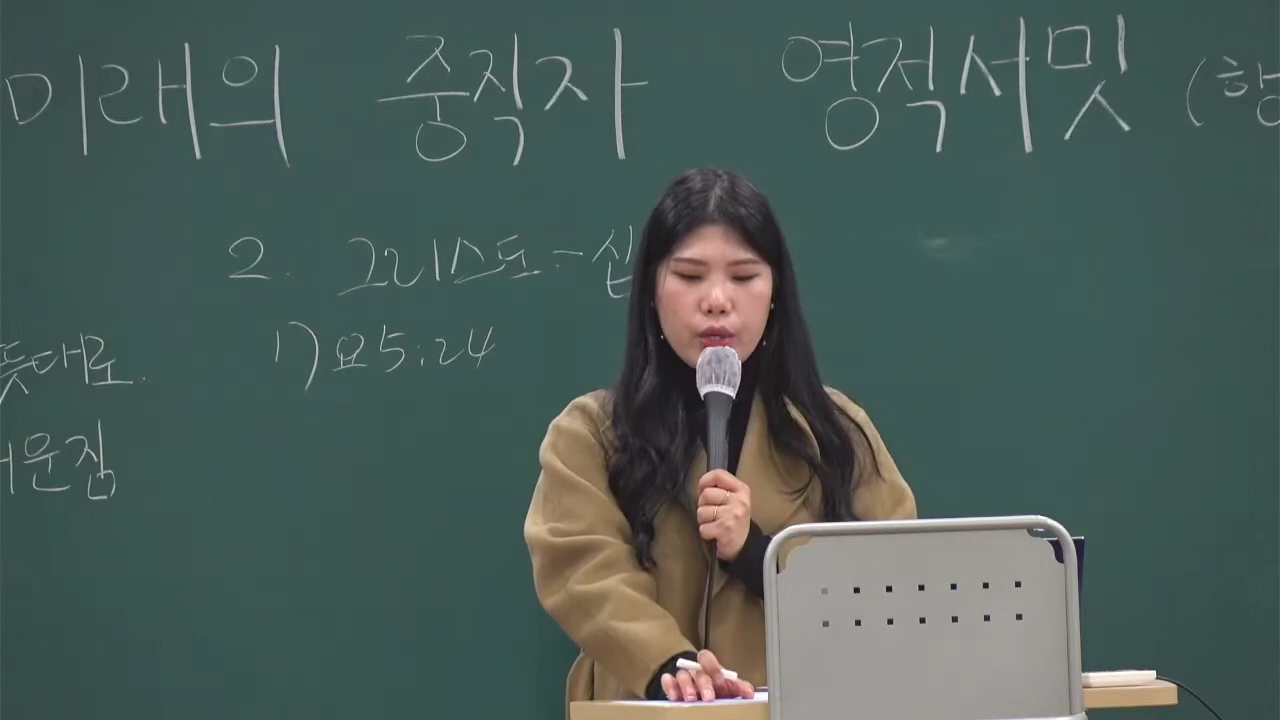 미래의 중직자 영적서밋 (항
2. 그리스도-신
1) 요5:24
뜻대로.
운집